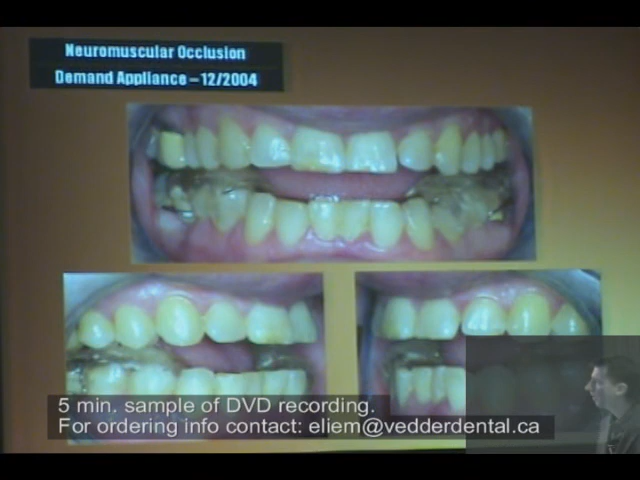 Neuromuscular Occlusion
Demand Appliance – 12/2004
5 min. sample of DVD recording.
For ordering info contact: eliem@vedderdental.ca